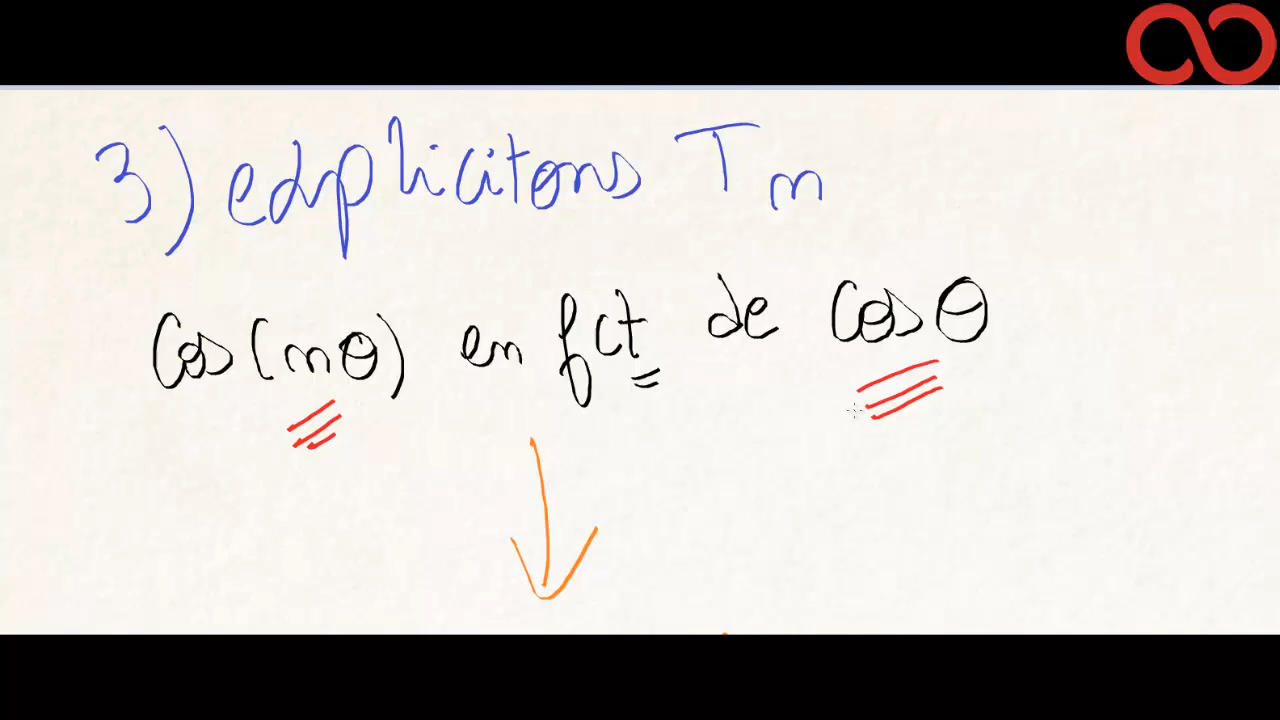 3) explicitons Tn
cos(nθ) en fct de cosθ